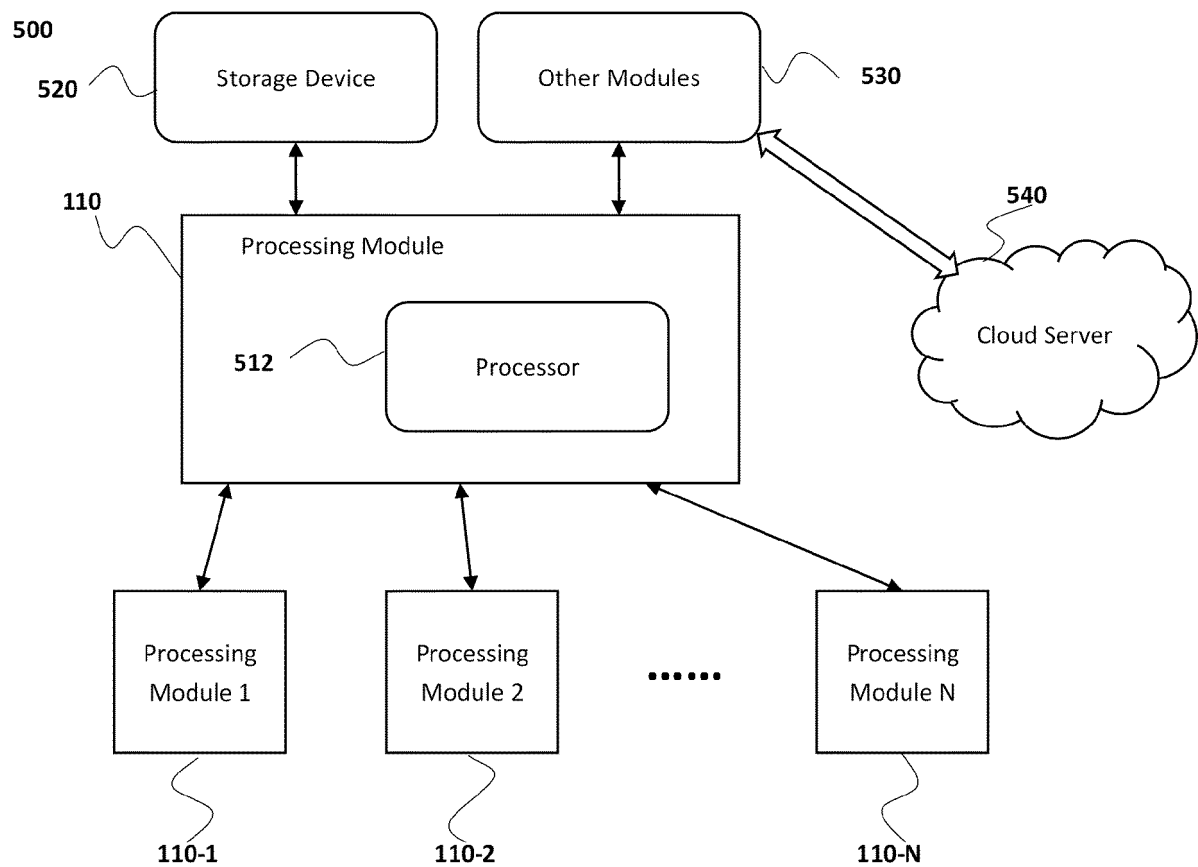 500
520
Storage Device
Other Modules
530
110
Processing Module
540
512
Processor
Cloud Server
Processing
Module 1
Processing
Module 2
......
Processing
Module N
110-1
110-2
110-N